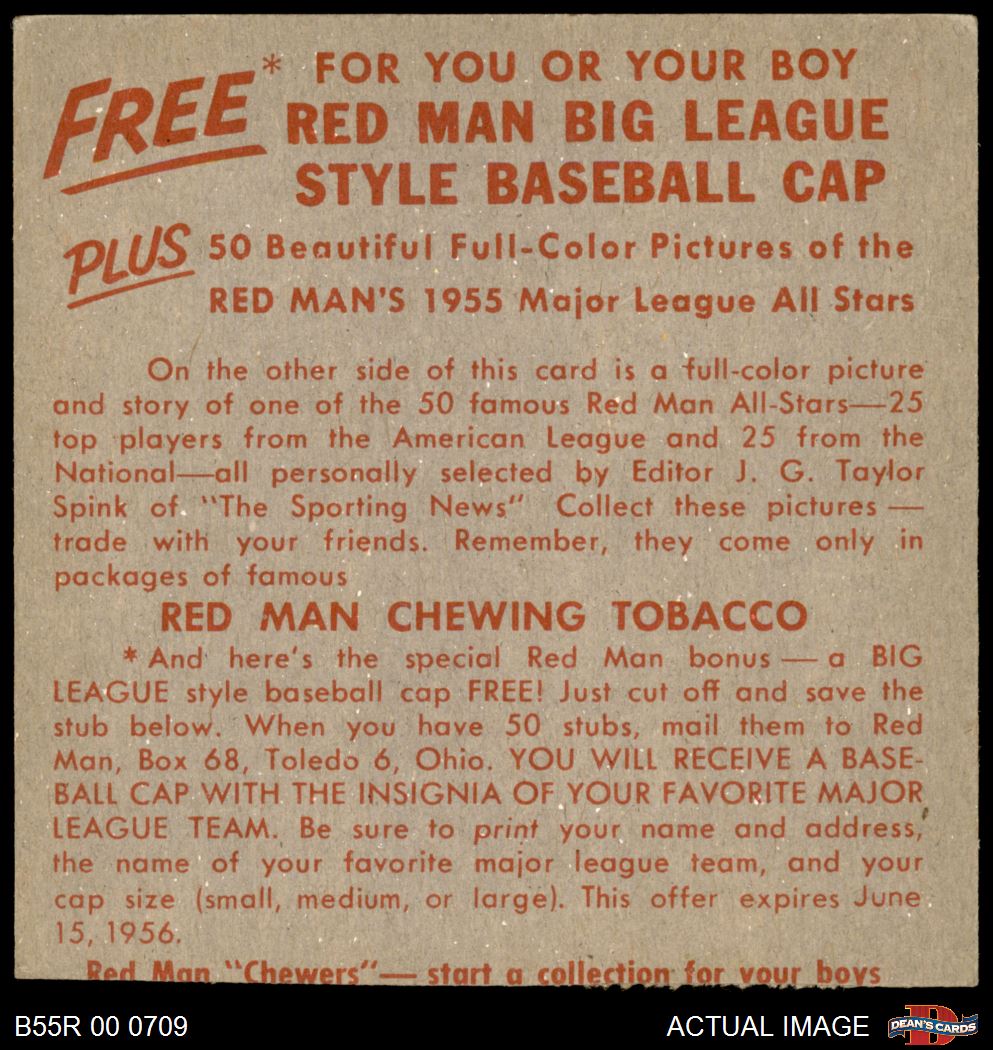 FREE* FOR YOU OR YOUR BOY
RED MAN BIG LEAGUE
STYLE BASEBALL CAP
PLUS 50 Beautiful Full-Color Pictures of the
RED MAN'S 1955 Major League All Stars
On the other side of this card is a full-color picture
and story of one of the 50 famous Red Man All-Stars—25
top players from the American League and 25 from the
National—all personally selected by Editor J. G. Taylor
Spink of "The Sporting News" Collect these pictures —
trade with your friends. Remember, they come only in
packages of famous
RED MAN CHEWING TOBACCO
* And here's the special Red Man bonus — a BIG
LEAGUE style baseball cap FREE! Just cut off and save the
stub below. When you have 50 stubs, mail them to Red
Man, Box 68, Toledo 6, Ohio. YOU WILL RECEIVE A BASE-
BALL CAP WITH THE INSIGNIA OF YOUR FAVORITE MAJOR
LEAGUE TEAM. Be sure to print your name and address,
the name of your favorite major league team, and your
cap size (small, medium, or large). This offer expires June
15, 1956.
Red Man "Chewers"— start a collection for your boys
B55R 00 0709 ACTUAL IMAGE DEAN'S CARDS